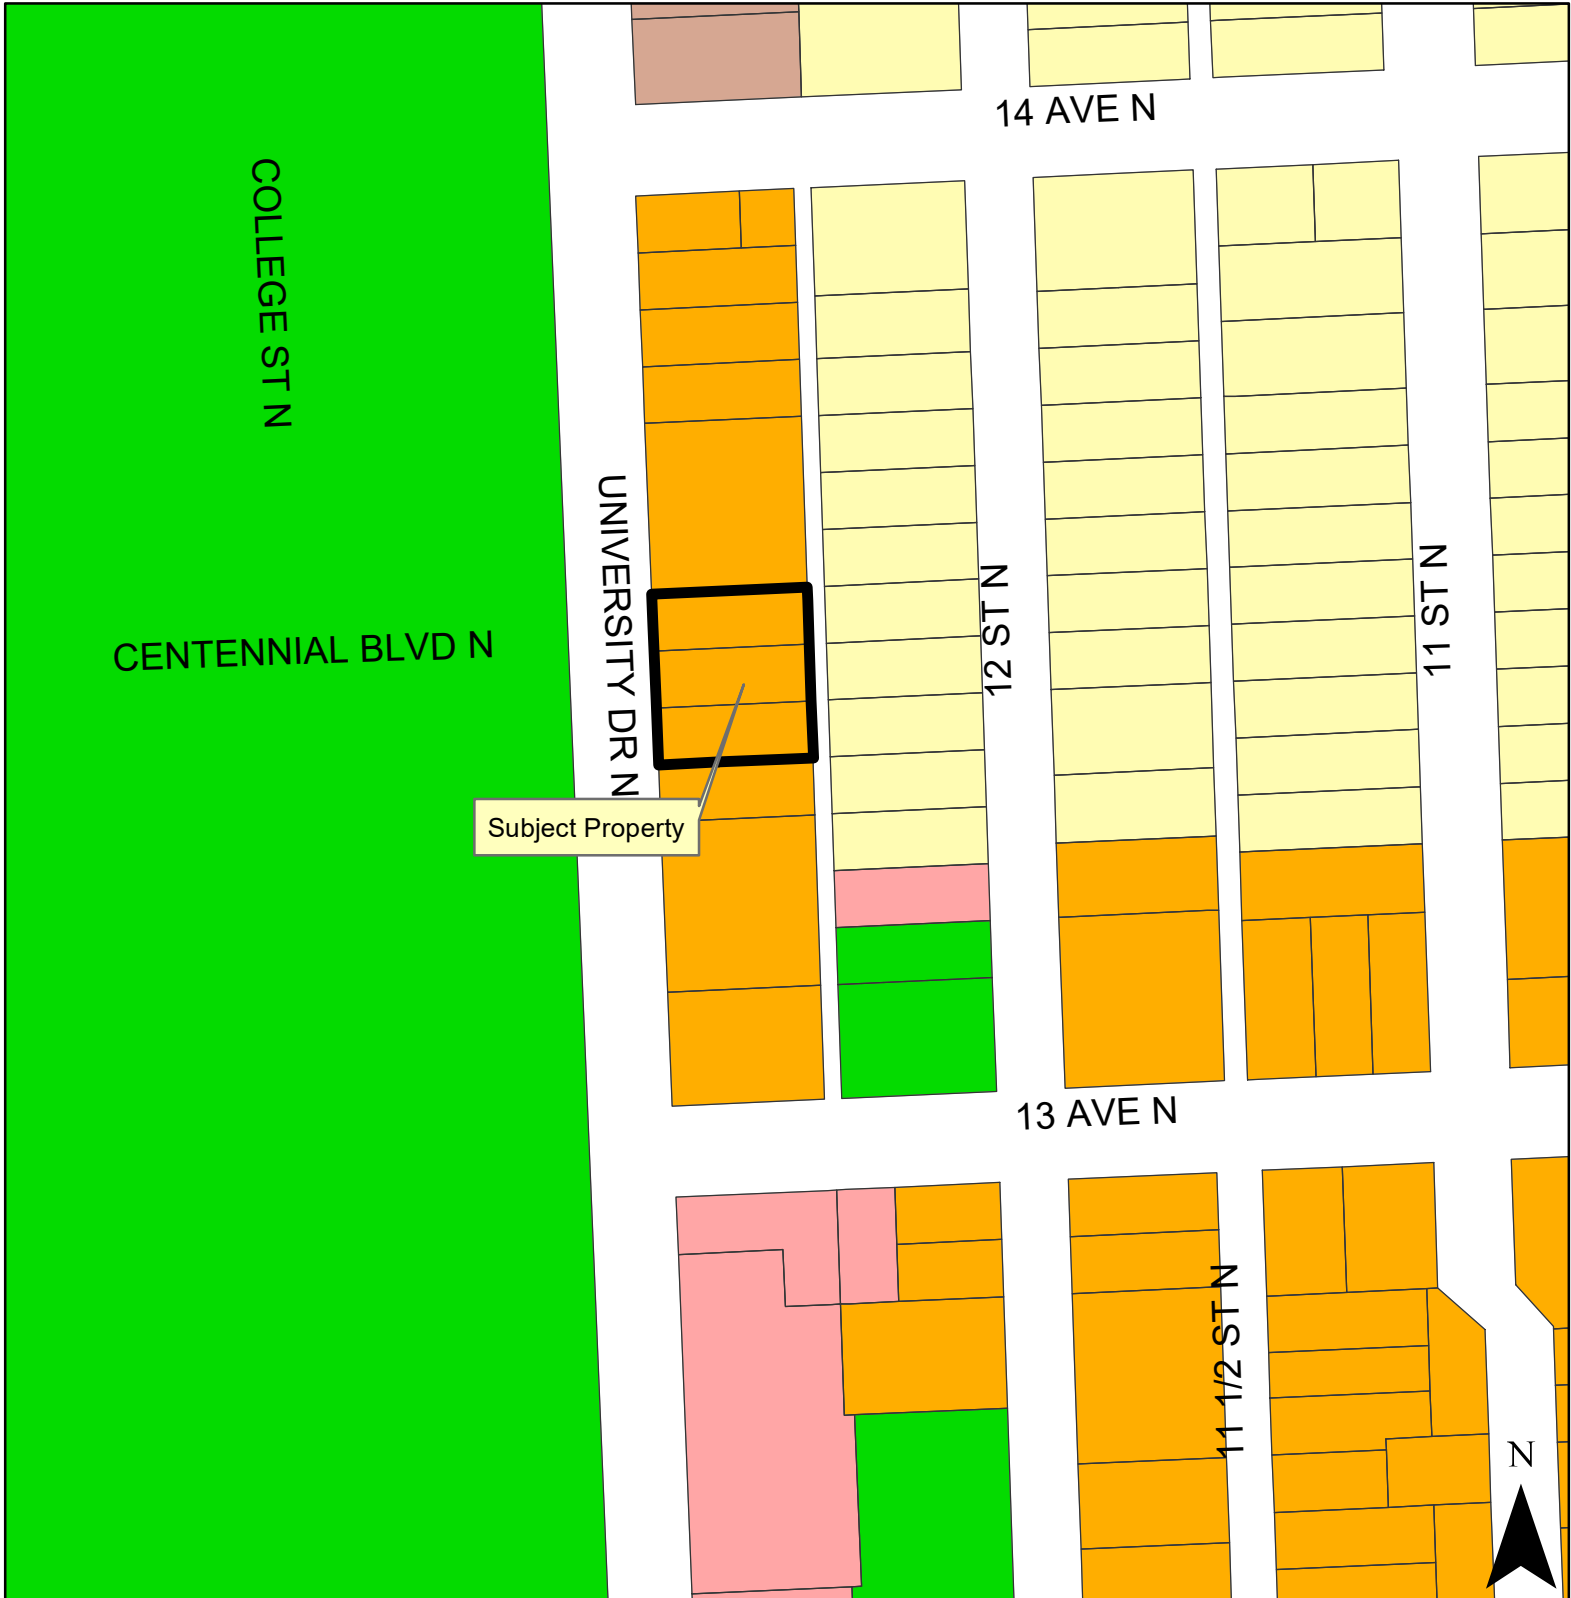 14 AVE N
COLLEGE ST N
UNIVERSITY DR N
CENTENNIAL BLVD N
12 ST N
11 ST N
Subject Property
13 AVE N
11 1/2 ST N
N